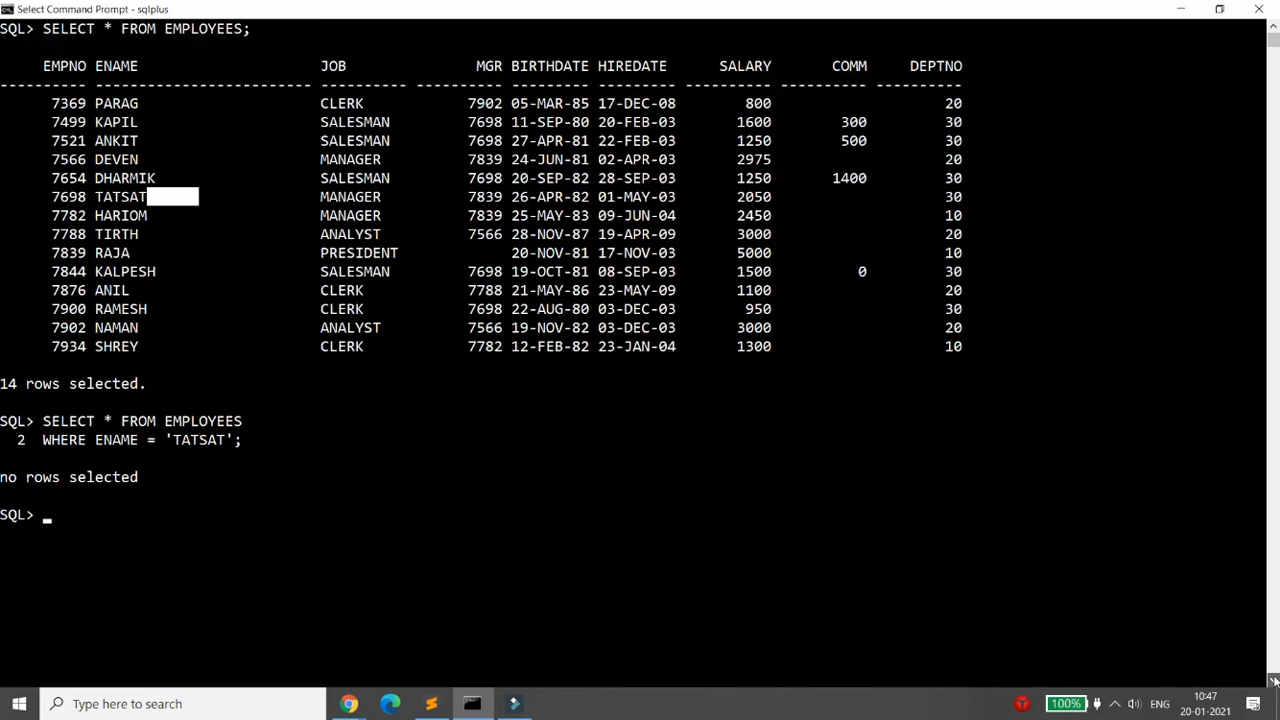 Select Command Prompt - sqlplus
SQL> SELECT * FROM EMPLOYEES;
EMPNO ENAME JOB MGR BIRTHDATE HIREDATE SALARY COMM DEPTNO
---------- ------------------------- ---------- ---------- --------- --------- ---------- ---------- ----------
7369 PARAG CLERK 7902 05-MAR-85 17-DEC-08 800 20
7499 KAPIL SALESMAN 7698 11-SEP-80 20-FEB-03 1600 300 30
7521 ANKIT SALESMAN 7698 27-APR-81 22-FEB-03 1250 500 30
7566 DEVEN MANAGER 7839 24-JUN-81 02-APR-03 2975 20
7654 DHARMIK SALESMAN 7698 20-SEP-82 28-SEP-03 1250 1400 30
7698 TATSAT MANAGER 7839 26-APR-82 01-MAY-03 2050 30
7782 HARIOM MANAGER 7839 25-MAY-83 09-JUN-04 2450 10
7788 TIRTH ANALYST 7566 28-NOV-87 19-APR-09 3000 20
7839 RAJA PRESIDENT 20-NOV-81 17-NOV-03 5000 10
7844 KALPESH SALESMAN 7698 19-OCT-81 08-SEP-03 1500 0 30
7876 ANIL CLERK 7788 21-MAY-86 23-MAY-09 1100 20
7900 RAMESH CLERK 7698 22-AUG-80 03-DEC-03 950 30
7902 NAMAN ANALYST 7566 19-NOV-82 03-DEC-03 3000 20
7934 SHREY CLERK 7782 12-FEB-82 23-JAN-04 1300 10
14 rows selected.
SQL> SELECT * FROM EMPLOYEES
2 WHERE ENAME = 'TATSAT';
no rows selected
SQL> _
Type here to search
100% ENG
10:47
20-01-2021